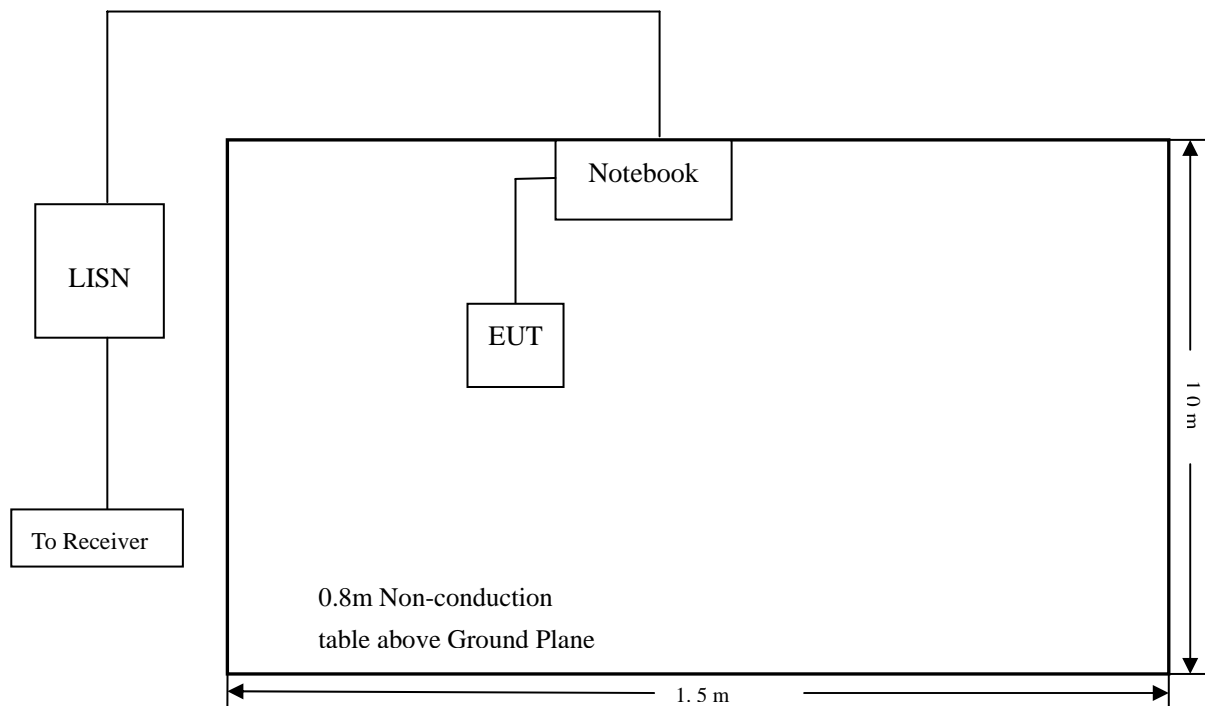 Notebook
LISN
EUT
1 0 m
To Receiver
0.8m Non-conduction
table above Ground Plane
1. 5 m